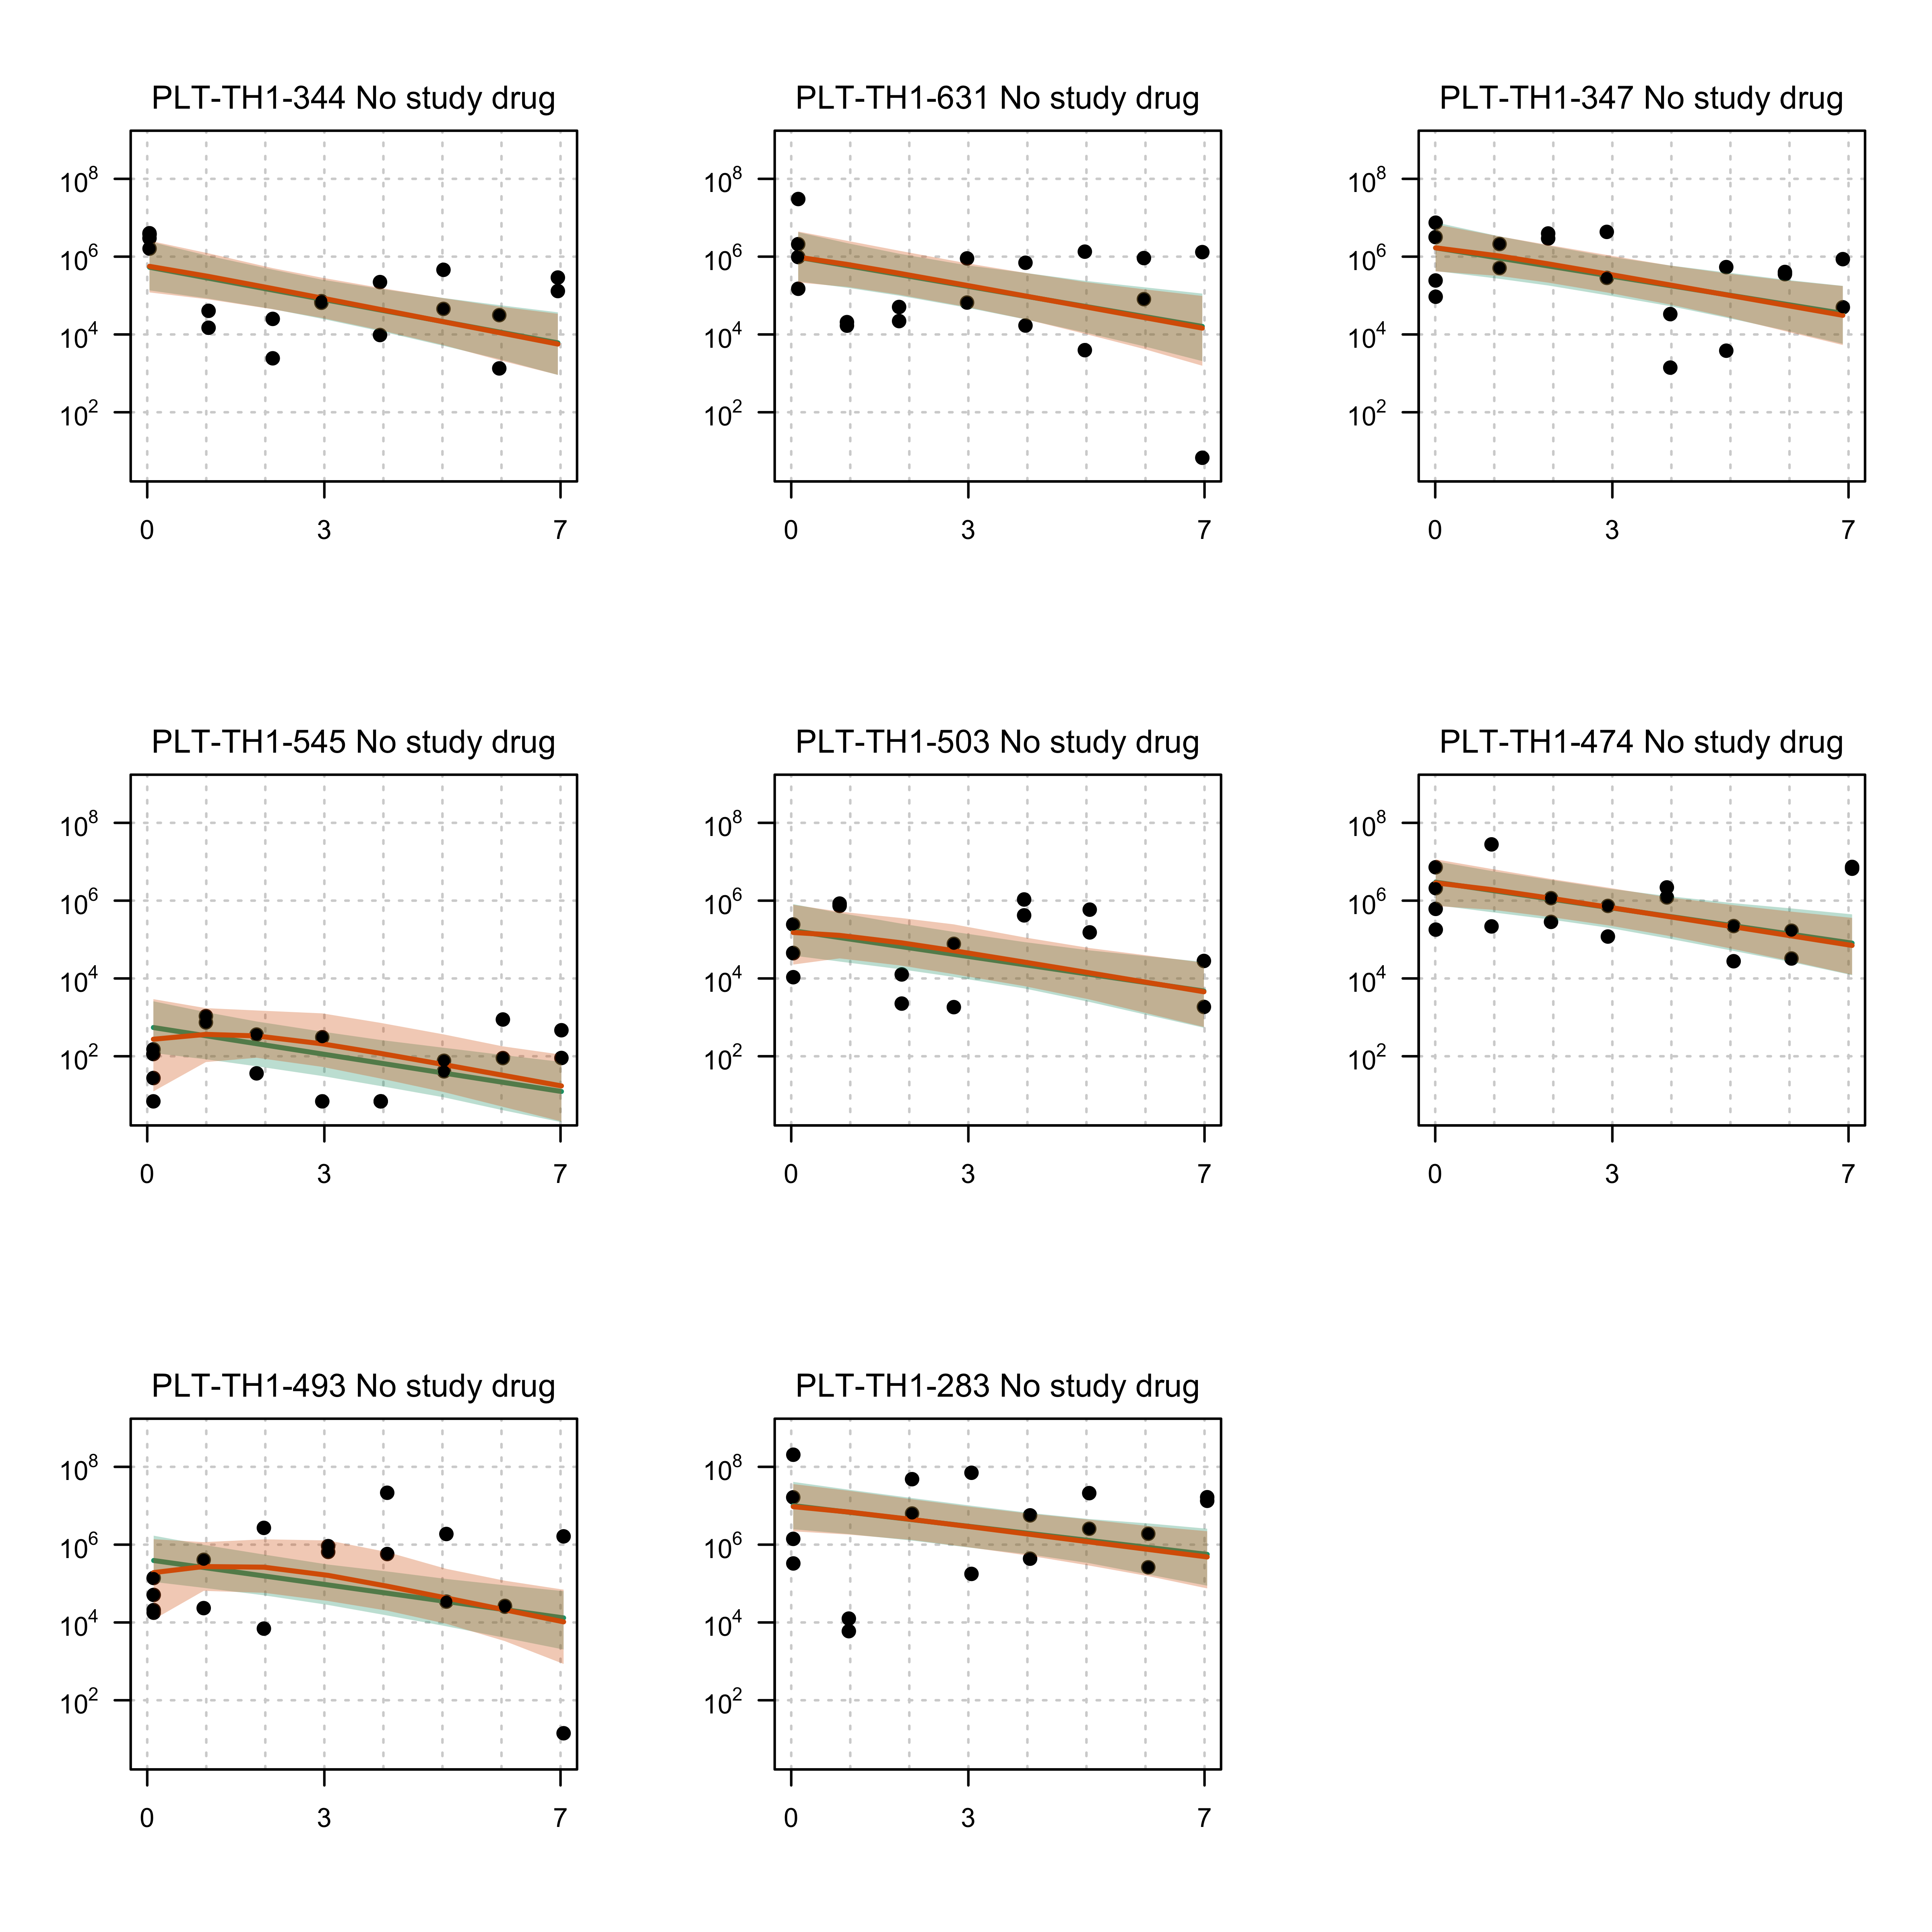 PLT-TH1-344 No study drug
10^8
10^6
10^4
10^2
0 3 7
PLT-TH1-631 No study drug
10^8
10^6
10^4
10^2
0 3 7
PLT-TH1-347 No study drug
10^8
10^6
10^4
10^2
0 3 7
PLT-TH1-545 No study drug
10^8
10^6
10^4
10^2
0 3 7
PLT-TH1-503 No study drug
10^8
10^6
10^4
10^2
0 3 7
PLT-TH1-474 No study drug
10^8
10^6
10^4
10^2
0 3 7
PLT-TH1-493 No study drug
10^8
10^6
10^4
10^2
0 3 7
PLT-TH1-283 No study drug
10^8
10^6
10^4
10^2
0 3 7